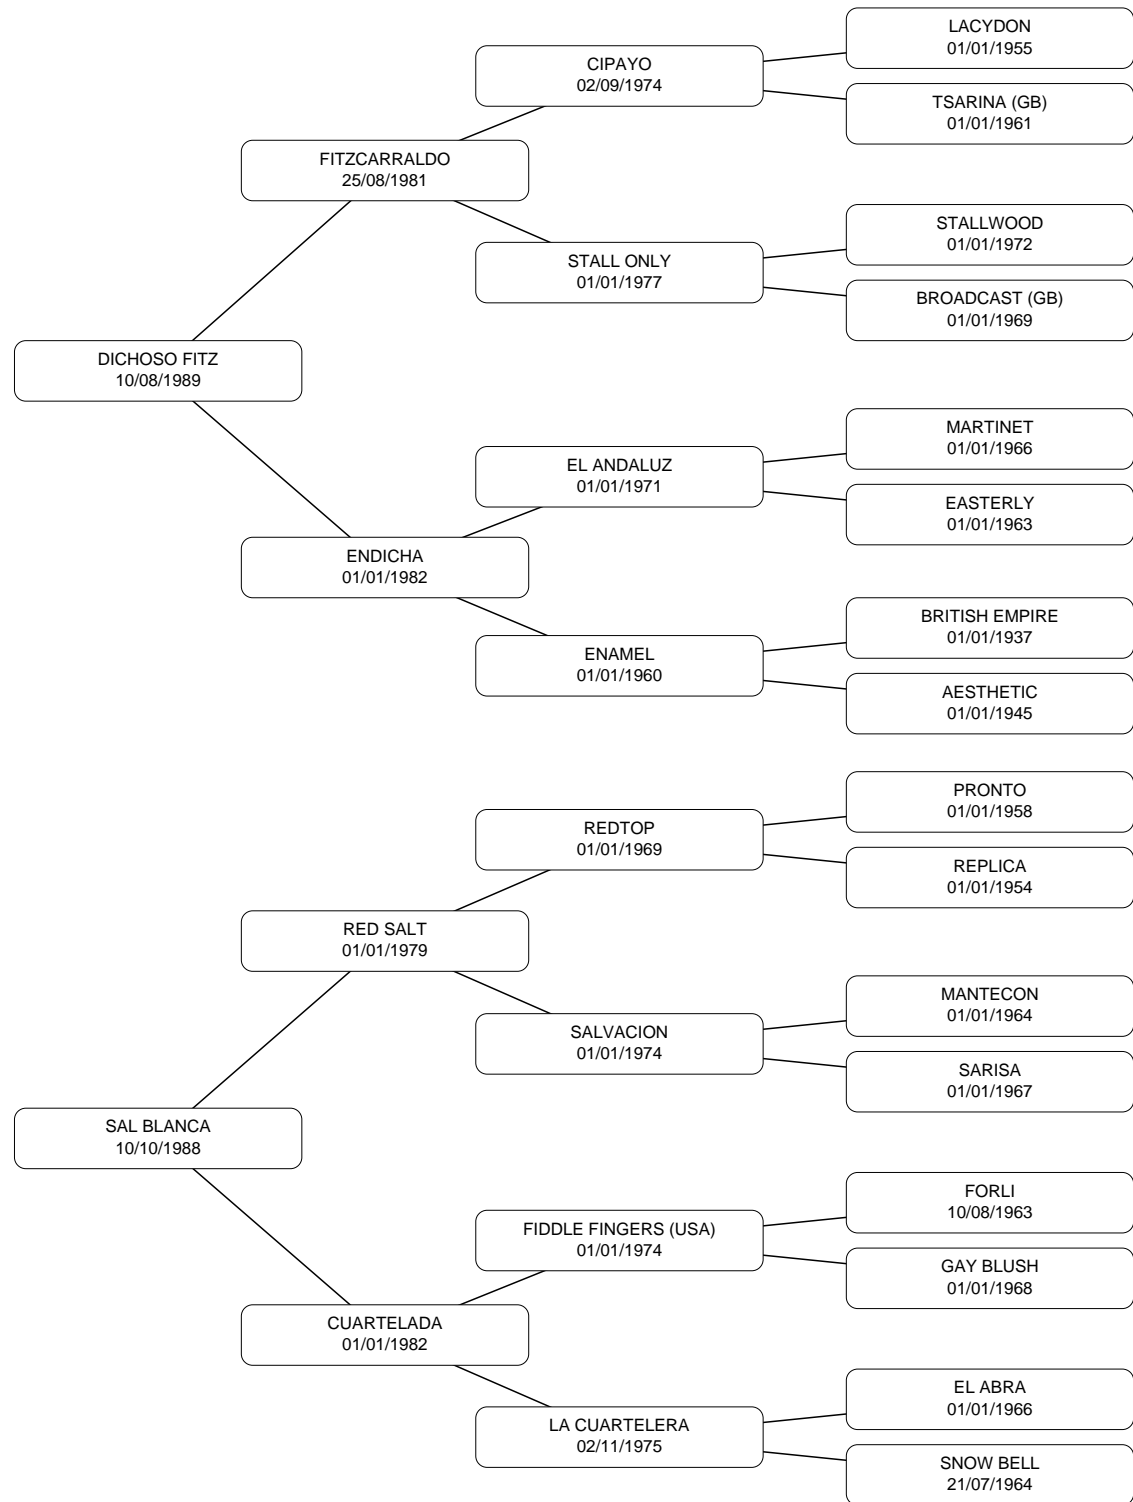 LACYDON
01/01/1955
CIPAYO
02/09/1974
TSARINA (GB)
01/01/1961
FITZCARRALDO
25/08/1981
STALLWOOD
01/01/1972
STALL ONLY
01/01/1977
BROADCAST (GB)
01/01/1969
DICHOSO FITZ
10/08/1989
MARTINET
01/01/1966
EL ANDALUZ
01/01/1971
EASTERLY
01/01/1963
ENDICHA
01/01/1982
BRITISH EMPIRE
01/01/1937
ENAMEL
01/01/1960
AESTHETIC
01/01/1945
PRONTO
01/01/1958
REDTOP
01/01/1969
REPLICA
01/01/1954
RED SALT
01/01/1979
MANTECON
01/01/1964
SALVACION
01/01/1974
SARISA
01/01/1967
SAL BLANCA
10/10/1988
FORLI
10/08/1963
FIDDLE FINGERS (USA)
01/01/1974
GAY BLUSH
01/01/1968
CUARTELADA
01/01/1982
EL ABRA
01/01/1966
LA CUARTELERA
02/11/1975
SNOW BELL
21/07/1964